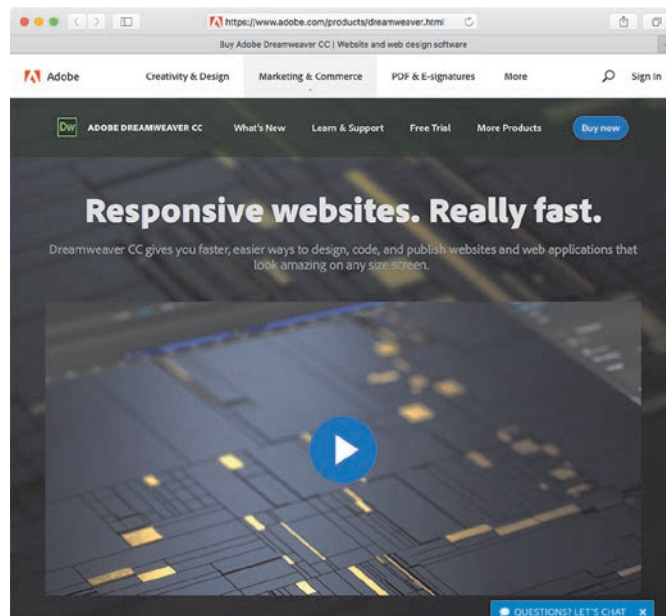 https://www.adobe.com/products/dreamweaver.html
Buy Adobe Dreamweaver CC | Website and web design software
Adobe Creativity & Design Marketing & Commerce PDF & E-signatures More Sign In
Dw ADOBE DREAMWEAVER CC What's New Learn & Support Free Trial More Products Buy now
Responsive websites. Really fast.
Dreamweaver CC gives you faster, easier ways to design, code, and publish websites and web applications that
look amazing on any size screen.
QUESTIONS? LET'S CHAT ×